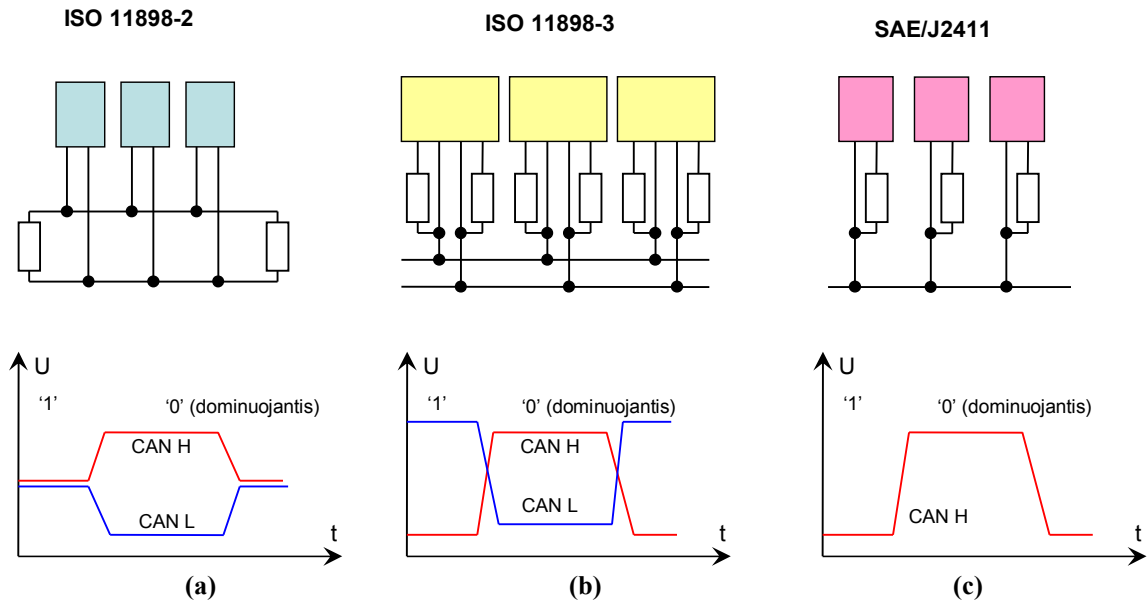 ISO 11898-2
ISO 11898-3
SAE/J2411
U
‘1’
‘0’ (dominuojantis)
CAN H
CAN L
t
(a)
U
‘1’
‘0’ (dominuojantis)
CAN H
CAN L
t
(b)
U
‘1’
‘0’ (dominuojantis)
CAN H
t
(c)